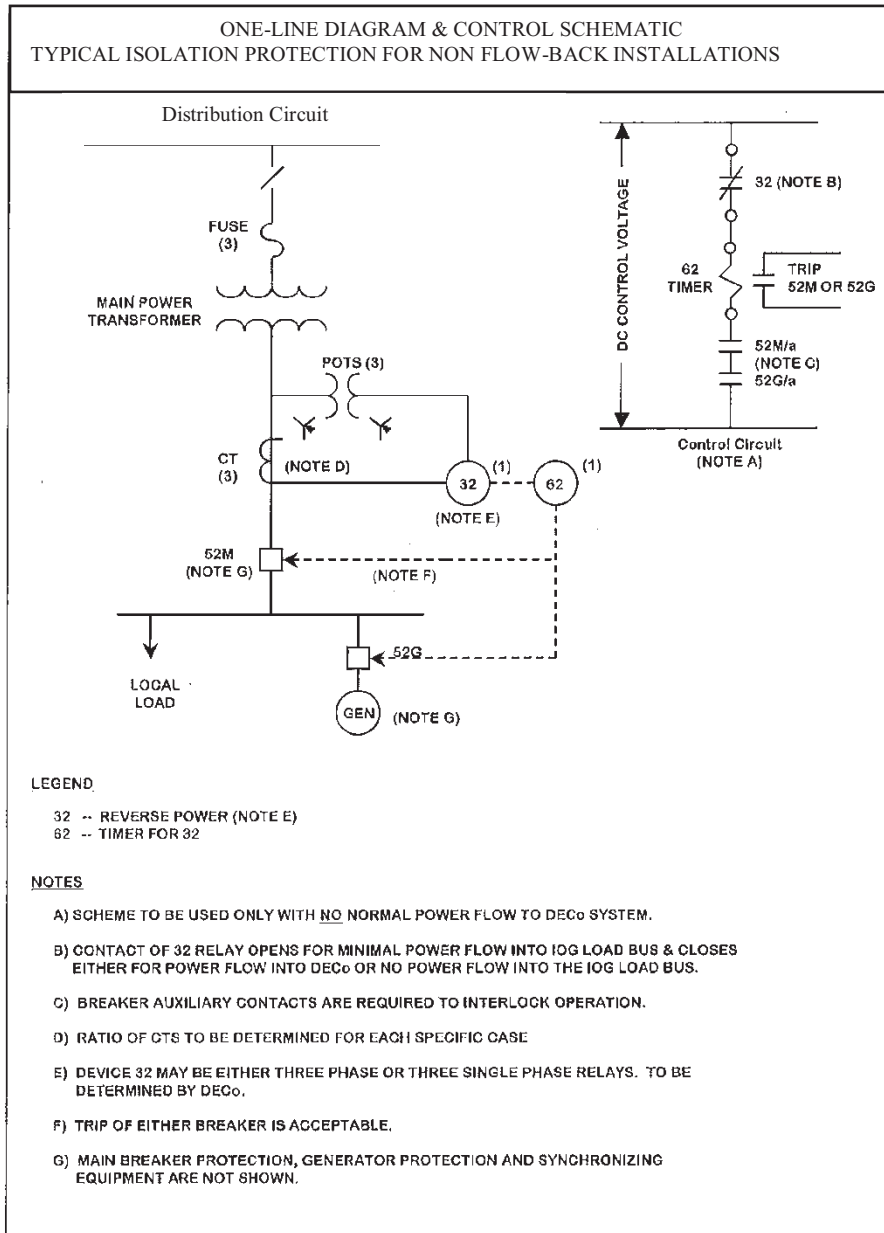 ONE-LINE DIAGRAM & CONTROL SCHEMATIC
TYPICAL ISOLATION PROTECTION FOR NON FLOW-BACK INSTALLATIONS
Distribution Circuit
FUSE
(3)
MAIN POWER
TRANSFORMER
POTS (3)
CT
(3)
(NOTE D)
32
(1)
(NOTE E)
62
(1)
52M
(NOTE G)
(NOTE F)
52G
LOCAL
LOAD
GEN
(NOTE G)
DC CONTROL VOLTAGE
32 (NOTE B)
62
TIMER
TRIP
52M OR 52G
52M/a
(NOTE C)
52G/a
Control Circuit
(NOTE A)
LEGEND
32 -- REVERSE POWER (NOTE E)
62 -- TIMER FOR 32
NOTES
A) SCHEME TO BE USED ONLY WITH NO NORMAL POWER FLOW TO DECo SYSTEM.
B) CONTACT OF 32 RELAY OPENS FOR MINIMAL POWER FLOW INTO IOG LOAD BUS & CLOSES
EITHER FOR POWER FLOW INTO DECo OR NO POWER FLOW INTO THE IOG LOAD BUS.
C) BREAKER AUXILIARY CONTACTS ARE REQUIRED TO INTERLOCK OPERATION.
D) RATIO OF CTS TO BE DETERMINED FOR EACH SPECIFIC CASE
E) DEVICE 32 MAY BE EITHER THREE PHASE OR THREE SINGLE PHASE RELAYS. TO BE
DETERMINED BY DECo.
F) TRIP OF EITHER BREAKER IS ACCEPTABLE.
G) MAIN BREAKER PROTECTION, GENERATOR PROTECTION AND SYNCHRONIZING
EQUIPMENT ARE NOT SHOWN.